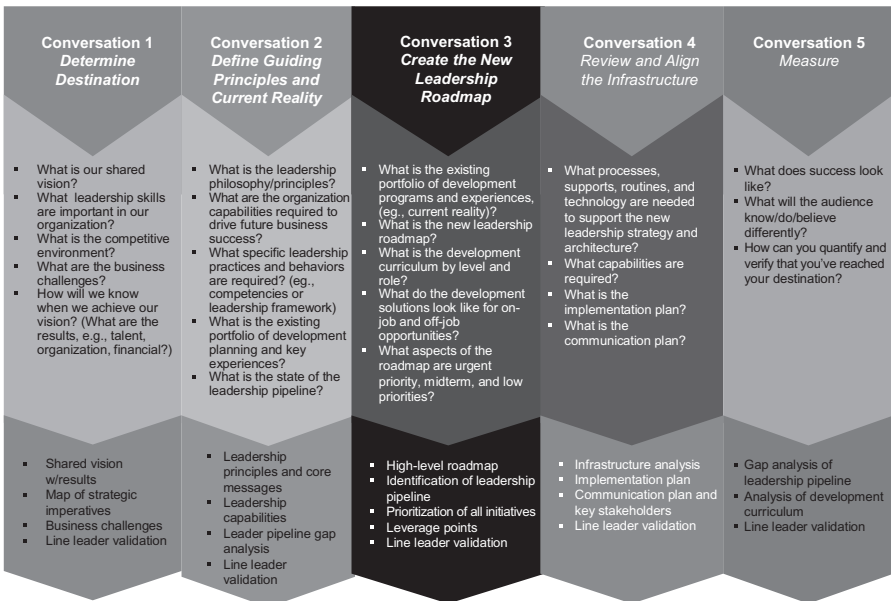 Conversation 1
Determine
Destination
▪ What is our shared
vision?
▪ What leadership skills
are important in our
organization?
▪ What is the competitive
environment?
▪ What are the business
challenges?
▪ How will we know
when we achieve our
vision? (What are the
results, e.g., talent,
organization, financial?)
▪ Shared vision
w/results
▪ Map of strategic
imperatives
▪ Business challenges
▪ Line leader validation
Conversation 2
Define Guiding
Principles and
Current Reality
▪ What is the leadership
philosophy/principles?
▪ What are the organization
capabilities required to
drive future business
success?
▪ What specific leadership
practices and behaviors
are required? (eg.,
competencies or
leadership framework)
▪ What is the existing
portfolio of development
planning and key
experiences?
▪ What is the state of the
leadership pipeline?
▪ Leadership
principles and core
messages
▪ Leadership
capabilities
▪ Leader pipeline gap
analysis
▪ Line leader
validation
Conversation 3
Create the New
Leadership
Roadmap
▪ What is the existing
portfolio of development
programs and experiences,
(eg., current reality)?
▪ What is the new leadership
roadmap?
▪ What is the development
curriculum by level and
role?
▪ What do the development
solutions look like for on-
job and off-job
opportunities?
▪ What aspects of the
roadmap are urgent
priority, midterm, and low
priorities?
▪ High-level roadmap
▪ Identification of leadership
pipeline
▪ Prioritization of all initiatives
▪ Leverage points
▪ Line leader validation
Conversation 4
Review and Align
the Infrastructure
▪ What processes,
supports, routines, and
technology are needed
to support the new
leadership strategy and
architecture?
▪ What capabilities are
required?
▪ What is the
implementation plan?
▪ What is the
communication plan?
▪ Infrastructure analysis
▪ Implementation plan
▪ Communication plan and
key stakeholders
▪ Line leader validation
Conversation 5
Measure
▪ What does success look
like?
▪ What will the audience
know/do/believe
differently?
▪ How can you quantify and
verify that you've reached
your destination?
▪ Gap analysis of
leadership pipeline
▪ Analysis of development
curriculum
▪ Line leader validation